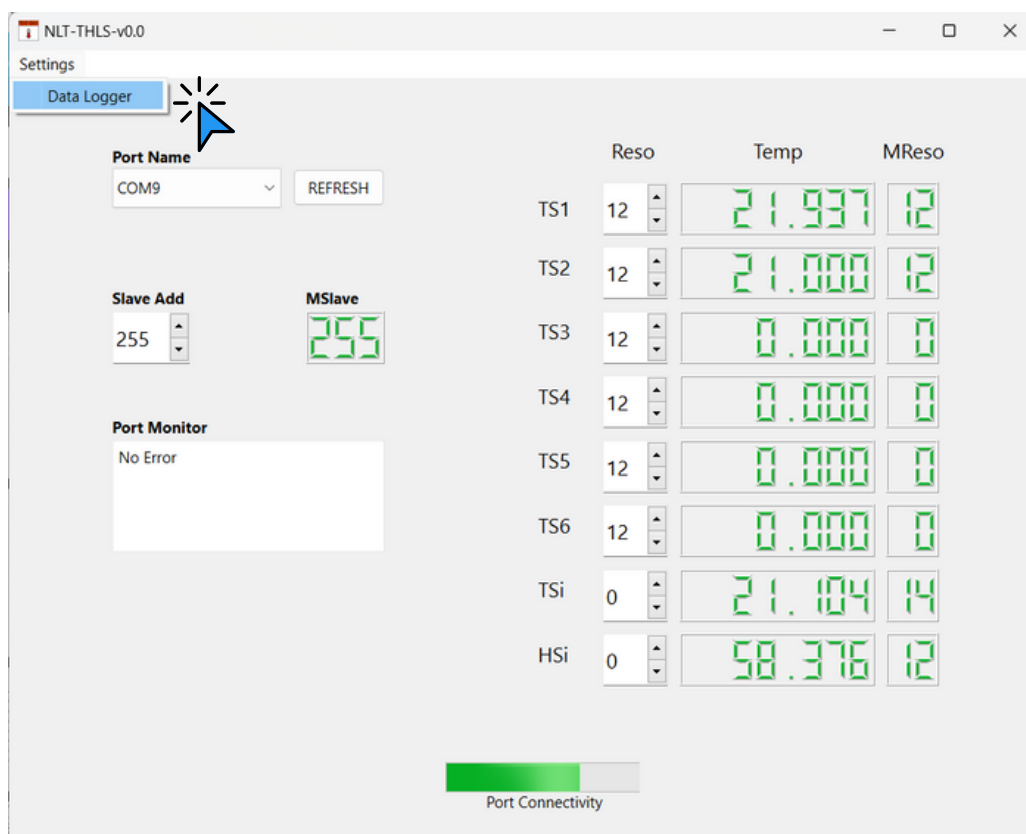 NLT-THLS-v0.0
Settings
Data Logger
Port Name
COM9
REFRESH
Slave Add
MSlave
255
255
Port Monitor
No Error
Reso Temp MReso
TS1 12 21.937 12
TS2 12 21.000 12
TS3 12 0.000 0
TS4 12 0.000 0
TS5 12 0.000 0
TS6 12 0.000 0
TSi 0 21.104 14
HSi 0 58.376 12
Port Connectivity